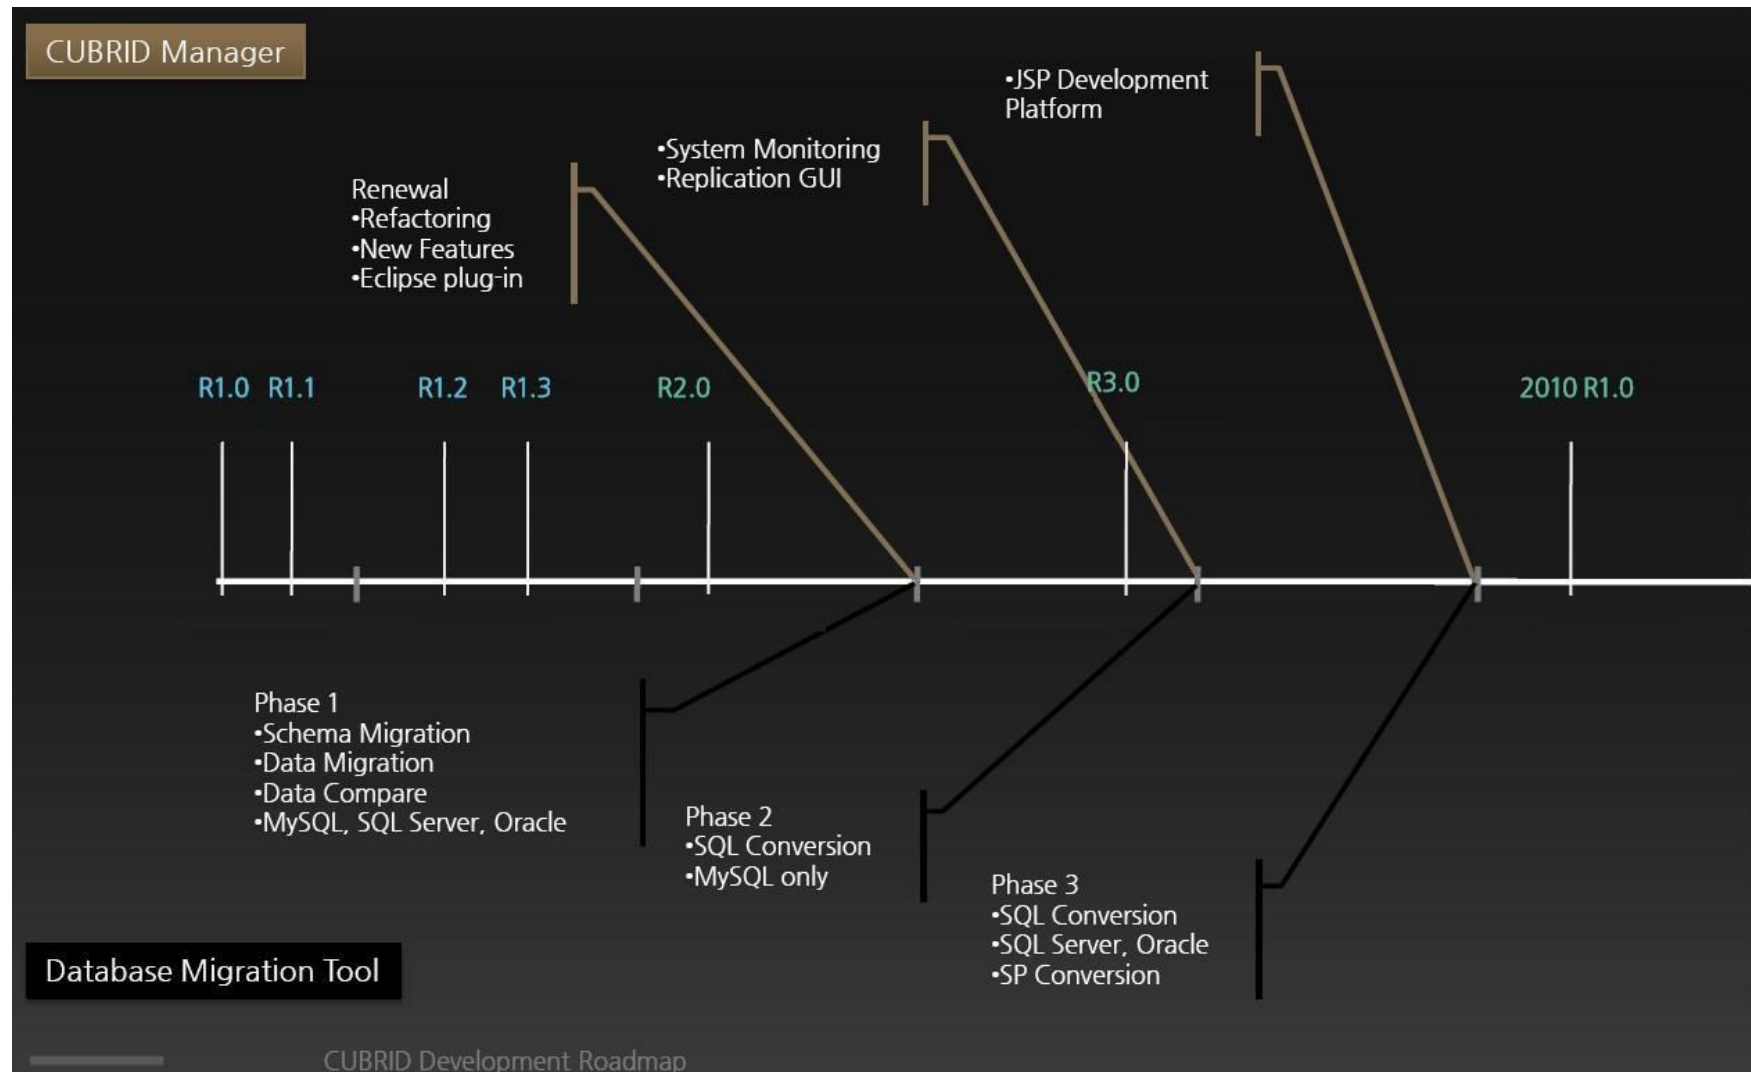 CUBRID Manager
•JSP Development
Platform
•System Monitoring
•Replication GUI
Renewal
•Refactoring
•New Features
•Eclipse plug-in
R1.0 R1.1 R1.2 R1.3 R2.0 R3.0 2010 R1.0
Phase 1
•Schema Migration
•Data Migration
•Data Compare
•MySQL, SQL Server, Oracle
Phase 2
•SQL Conversion
•MySQL only
Phase 3
•SQL Conversion
•SQL Server, Oracle
•SP Conversion
Database Migration Tool
CUBRID Development Roadmap